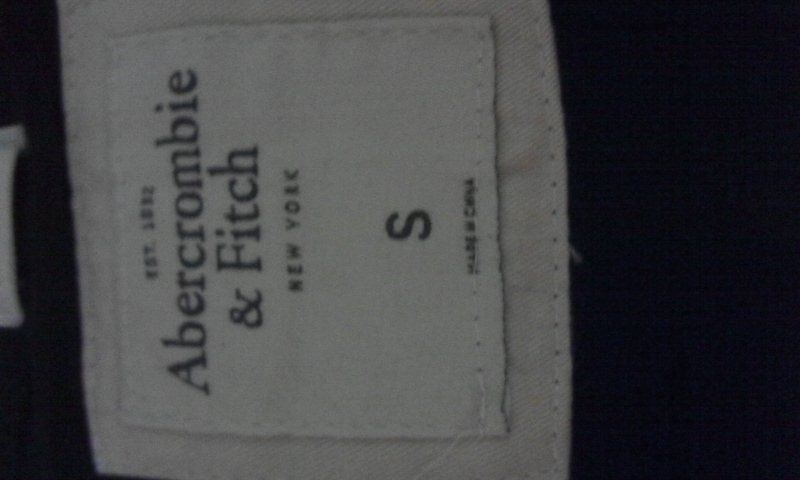 EST. 1892
Abercrombie
& Fitch
NEW YORK
S
MADE IN CHINA